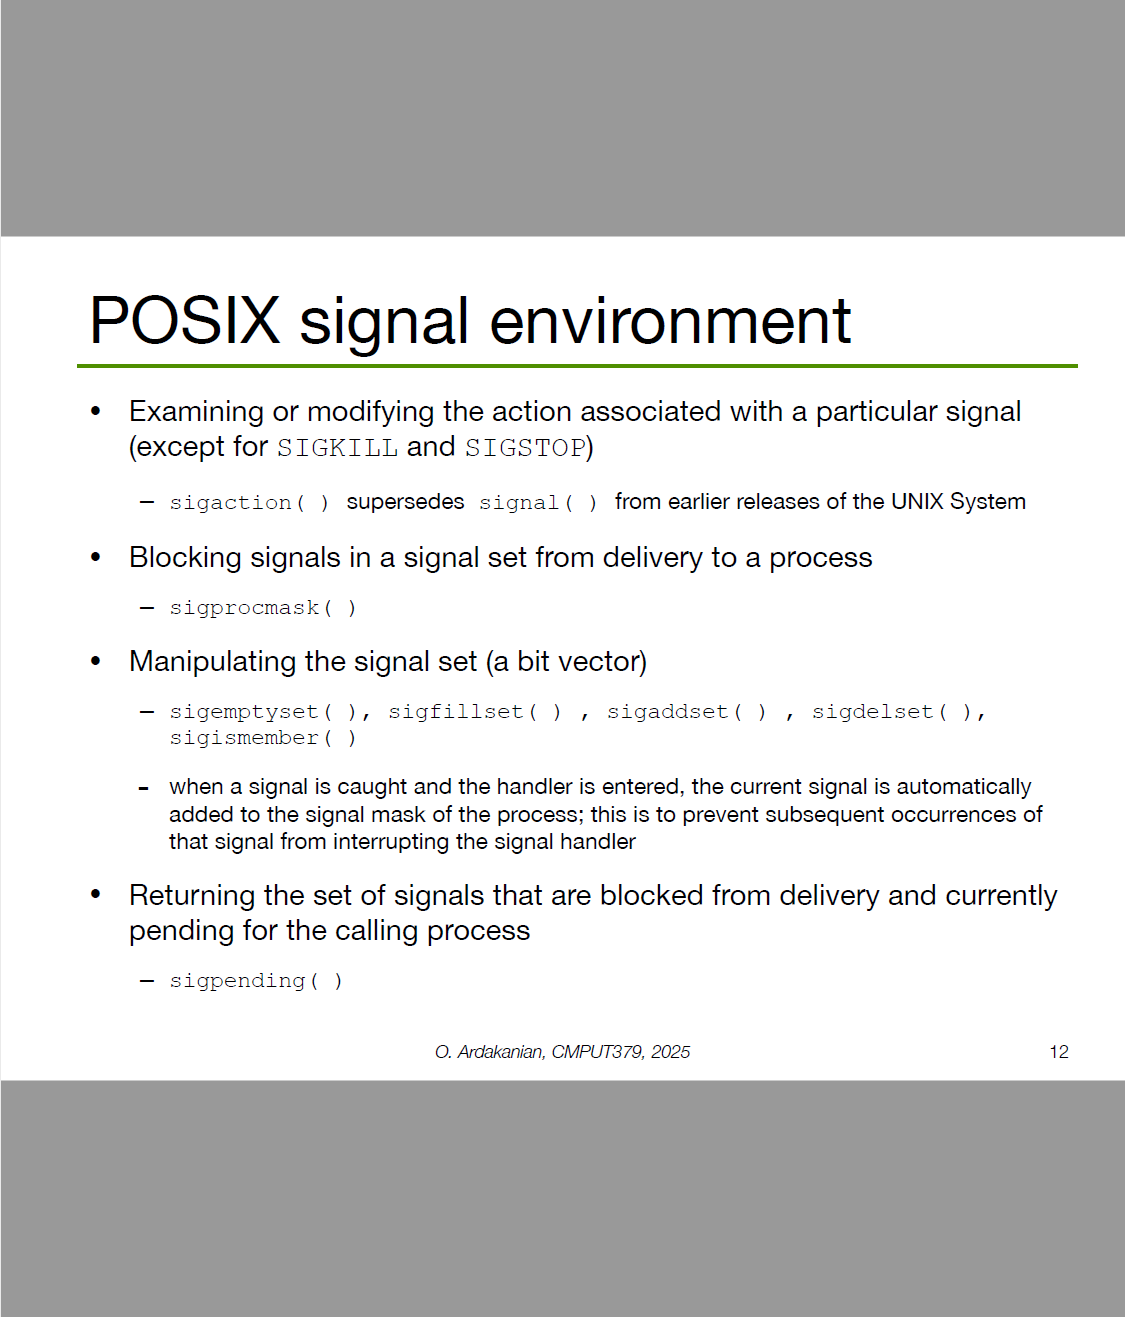 POSIX signal environment
• Examining or modifying the action associated with a particular signal
(except for SIGKILL and SIGSTOP)
– sigaction( ) supersedes signal( ) from earlier releases of the UNIX System
• Blocking signals in a signal set from delivery to a process
– sigprocmask( )
• Manipulating the signal set (a bit vector)
– sigemptyset( ), sigfillset( ) , sigaddset( ) , sigdelset( ),
sigismember( )
- when a signal is caught and the handler is entered, the current signal is automatically
added to the signal mask of the process; this is to prevent subsequent occurrences of
that signal from interrupting the signal handler
• Returning the set of signals that are blocked from delivery and currently
pending for the calling process
– sigpending( )
O. Ardakanian, CMPUT379, 2025
12